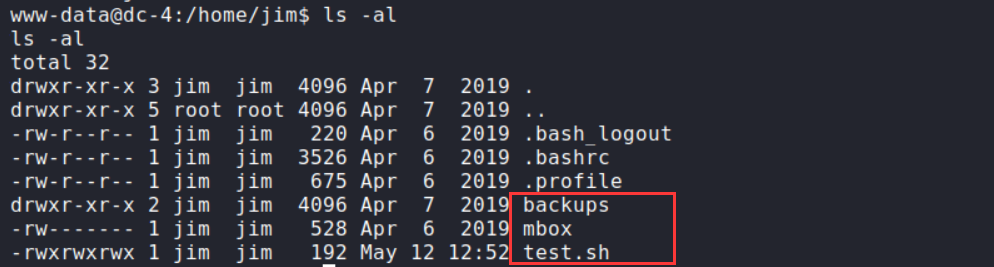 www-data@dc-4:/home/jim$ ls -al
ls -al
total 32
drwxr-xr-x 3 jim  jim  4096 Apr  7  2019 .
drwxr-xr-x 5 root root 4096 Apr  7  2019 ..
-rw-r--r-- 1 jim  jim   220 Apr  6  2019 .bash_logout
-rw-r--r-- 1 jim  jim  3526 Apr  6  2019 .bashrc
-rw-r--r-- 1 jim  jim   675 Apr  6  2019 .profile
drwxr-xr-x 2 jim  jim  4096 Apr  7  2019 backups
-rw------- 1 jim  jim   528 Apr  6  2019 mbox
-rwxrwxrwx 1 jim  jim   192 May 12 12:52 test.sh